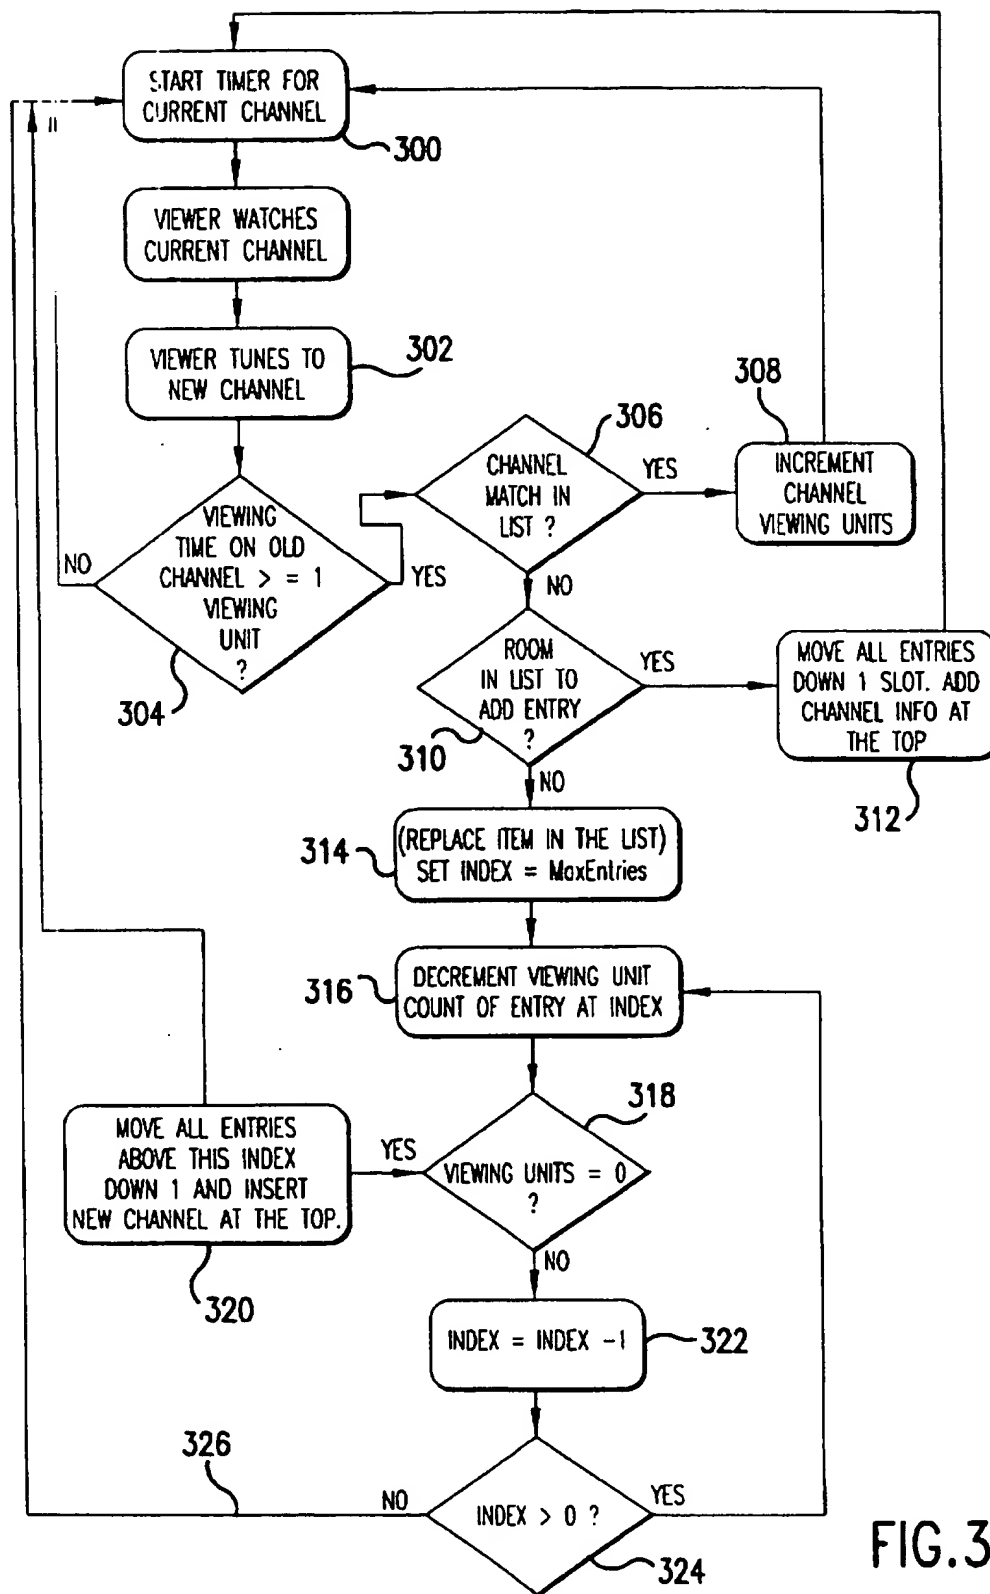 START TIMER FOR
CURRENT CHANNEL
300
VIEWER WATCHES
CURRENT CHANNEL
VIEWER TUNES TO
NEW CHANNEL
302
VIEWING
TIME ON OLD
CHANNEL > = 1
VIEWING
UNIT
?
NO
YES
304
CHANNEL
MATCH IN
LIST ?
306
YES
NO
308
INCREMENT
CHANNEL
VIEWING UNITS
ROOM
IN LIST TO
ADD ENTRY
?
310
YES
NO
MOVE ALL ENTRIES
DOWN 1 SLOT. ADD
CHANNEL INFO AT
THE TOP
312
314
(REPLACE ITEM IN THE LIST)
SET INDEX = MaxEntries
316
DECREMENT VIEWING UNIT
COUNT OF ENTRY AT INDEX
318
VIEWING UNITS = 0
?
YES
NO
MOVE ALL ENTRIES
ABOVE THIS INDEX
DOWN 1 AND INSERT
NEW CHANNEL AT THE TOP.
320
INDEX = INDEX -1
322
326
NO
INDEX > 0 ?
YES
324
FIG.3